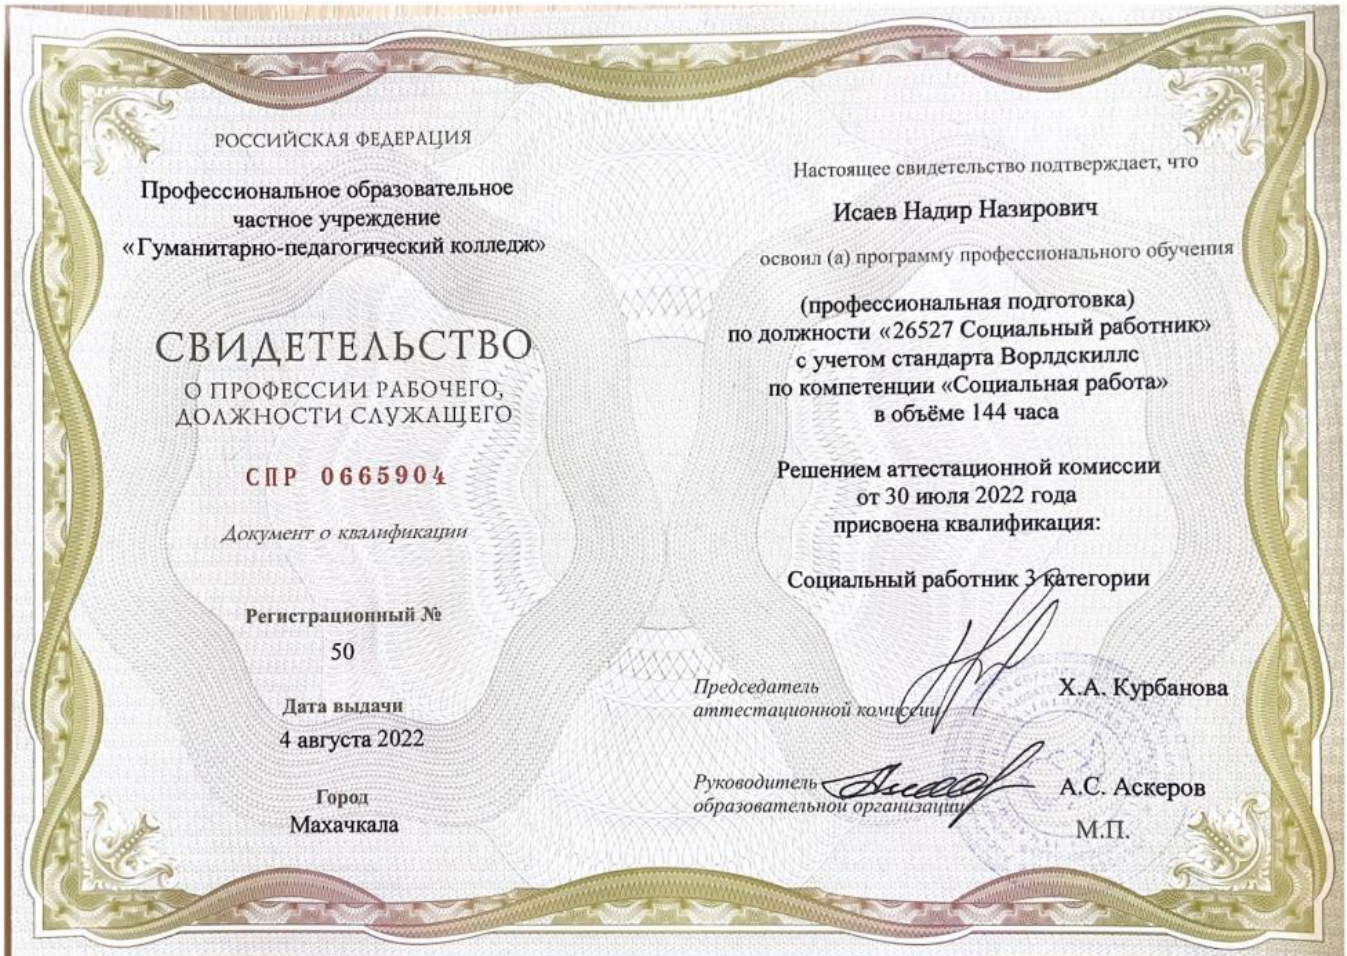 РОССИЙСКАЯ ФЕДЕРАЦИЯ
Профессиональное образовательное
частное учреждение
«Гуманитарно-педагогический колледж»
СВИДЕТЕЛЬСТВО
О ПРОФЕССИИ РАБОЧЕГО,
ДОЛЖНОСТИ СЛУЖАЩЕГО
СПР 0665904
Документ о квалификации
Регистрационный №
50
Дата выдачи
4 августа 2022
Город
Махачкала
Настоящее свидетельство подтверждает, что
Исаев Надир Назирович
освоил (а) программу профессионального обучения
(профессиональная подготовка)
по должности «26527 Социальный работник»
с учетом стандарта Ворлдскиллс
по компетенции «Социальная работа»
в объёме 144 часа
Решением аттестационной комиссии
от 30 июля 2022 года
присвоена квалификация:
Социальный работник 3 категории
Председатель
аттестационной комиссии
Х.А. Курбанова
Руководитель
образовательной организации
А.С. Аскеров
М.П.